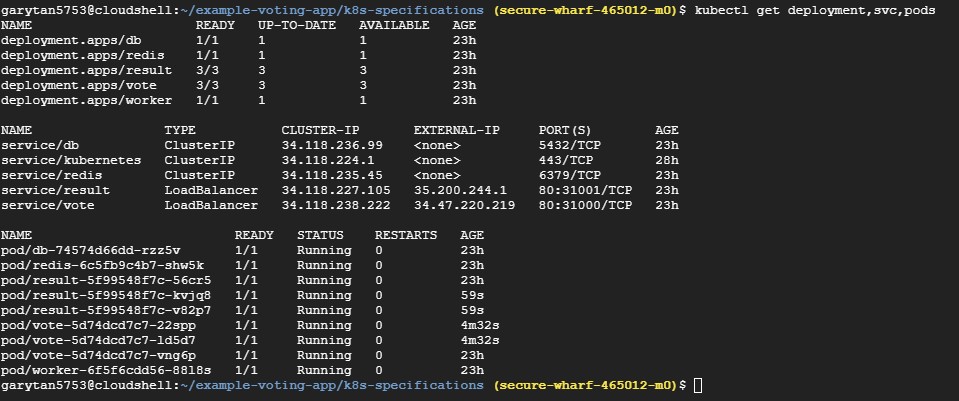 garytan5753@cloudshell:~/example-voting-app/k8s-specifications (secure-wharf-465012-m0)$ kubectl get deployment,svc,pods
NAME                     READY   UP-TO-DATE   AVAILABLE   AGE
deployment.apps/db       1/1     1            1           23h
deployment.apps/redis    1/1     1            1           23h
deployment.apps/result   3/3     3            3           23h
deployment.apps/vote     3/3     3            3           23h
deployment.apps/worker   1/1     1            1           23h

NAME                 TYPE           CLUSTER-IP       EXTERNAL-IP     PORT(S)        AGE
service/db           ClusterIP      34.118.236.99    <none>          5432/TCP       23h
service/kubernetes   ClusterIP      34.118.224.1     <none>          443/TCP        28h
service/redis        ClusterIP      34.118.235.45    <none>          6379/TCP       23h
service/result       LoadBalancer   34.118.227.105   35.200.244.1    80:31001/TCP   23h
service/vote         LoadBalancer   34.118.238.222   34.47.220.219   80:31000/TCP   23h

NAME                          READY   STATUS    RESTARTS   AGE
pod/db-74574d66dd-rzz5v       1/1     Running   0          23h
pod/redis-6c5fb9c4b7-shw5k    1/1     Running   0          23h
pod/result-5f99548f7c-56cr5   1/1     Running   0          23h
pod/result-5f99548f7c-kvjq8   1/1     Running   0          59s
pod/result-5f99548f7c-v82p7   1/1     Running   0          59s
pod/vote-5d74dcd7c7-22spp     1/1     Running   0          4m32s
pod/vote-5d74dcd7c7-ld5d7     1/1     Running   0          4m32s
pod/vote-5d74dcd7c7-vng6p     1/1     Running   0          23h
pod/worker-6f5f6cdd56-88l8s   1/1     Running   0          23h
garytan5753@cloudshell:~/example-voting-app/k8s-specifications (secure-wharf-465012-m0)$